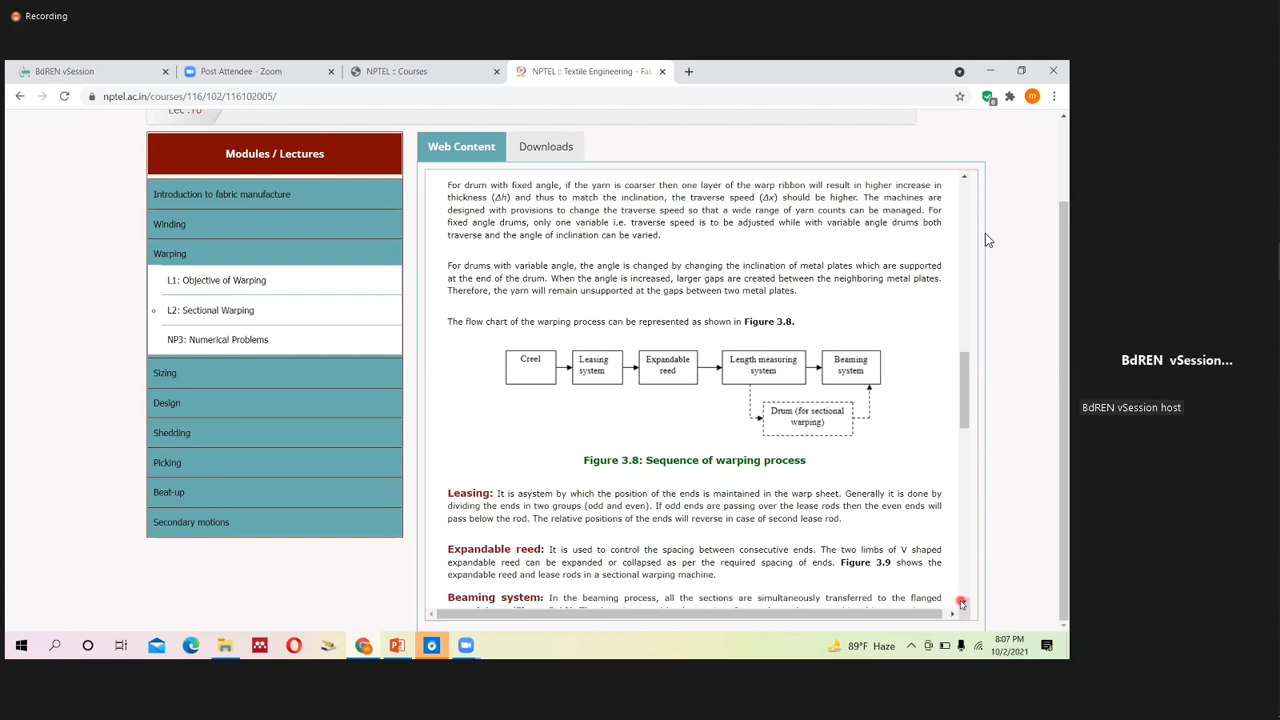 Recording
BdREN vSession
Post Attendee - Zoom
NPTEL :: Courses
NPTEL :: Textile Engineering - Fab
nptel.ac.in/courses/116/102/116102005/
Lec :10
Modules / Lectures
Introduction to fabric manufacture
Winding
Warping
L1: Objective of Warping
L2: Sectional Warping
NP3: Numerical Problems
Sizing
Design
Shedding
Picking
Beat-up
Secondary motions
Web Content
Downloads
For drum with fixed angle, if the yarn is coarser then one layer of the warp ribbon will result in higher increase in
thickness (Δh) and thus to match the inclination, the traverse speed (Δx) should be higher. The machines are
designed with provisions to change the traverse speed so that a wide range of yarn counts can be managed. For
fixed angle drums, only one variable i.e. traverse speed is to be adjusted while with variable angle drums both
traverse and the angle of inclination can be varied.
For drums with variable angle, the angle is changed by changing the inclination of metal plates which are supported
at the end of the drum. When the angle is increased, larger gaps are created between the neighboring metal plates.
Therefore, the yarn will remain unsupported at the gaps between two metal plates.
The flow chart of the warping process can be represented as shown in Figure 3.8.
Creel
Leasing
system
Expandable
reed
Length measuring
system
Beaming
system
Drum (for sectional
warping)
Figure 3.8: Sequence of warping process
Leasing: It is asystem by which the position of the ends is maintained in the warp sheet. Generally it is done by
dividing the ends in two groups (odd and even). If odd ends are passing over the lease rods then the even ends will
pass below the rod. The relative positions of the ends will reverse in case of second lease rod.
Expandable reed: It is used to control the spacing between consecutive ends. The two limbs of V shaped
expandable reed can be expanded or collapsed as per the required spacing of ends. Figure 3.9 shows the
expandable reed and lease rods in a sectional warping machine.
Beaming system: In the beaming process, all the sections are simultaneously transferred to the flanged
BdREN vSession...
BdREN vSession host
89°F Haze
8:07 PM
10/2/2021